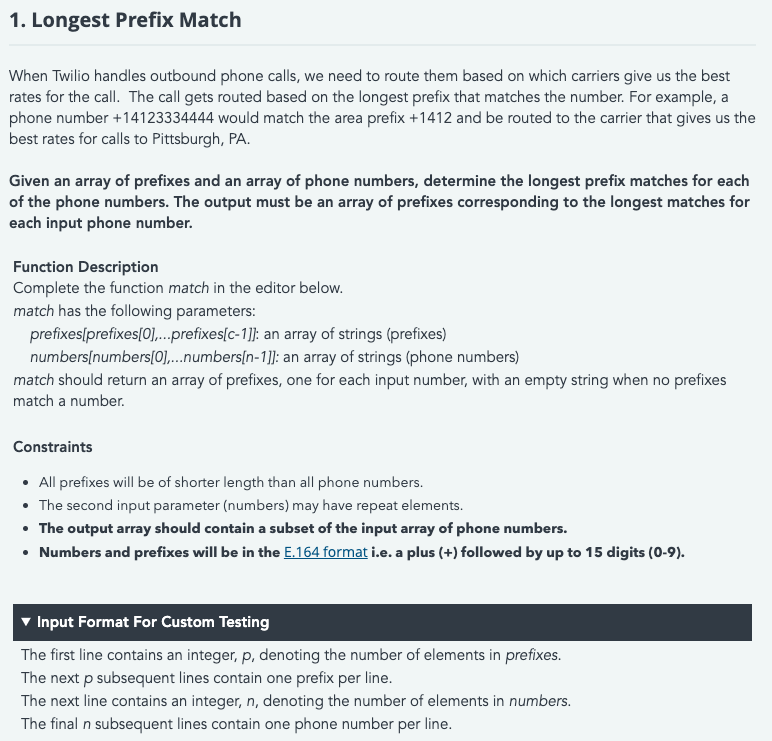 1. Longest Prefix Match
When Twilio handles outbound phone calls, we need to route them based on which carriers give us the best
rates for the call.  The call gets routed based on the longest prefix that matches the number. For example, a
phone number +14123334444 would match the area prefix +1412 and be routed to the carrier that gives us the
best rates for calls to Pittsburgh, PA.
Given an array of prefixes and an array of phone numbers, determine the longest prefix matches for each
of the phone numbers. The output must be an array of prefixes corresponding to the longest matches for
each input phone number.
Function Description
Complete the function match in the editor below.
match has the following parameters:
prefixes[prefixes[0],...prefixes[c-1]]: an array of strings (prefixes)
numbers[numbers[0],...numbers[n-1]]: an array of strings (phone numbers)
match should return an array of prefixes, one for each input number, with an empty string when no prefixes
match a number.
Constraints
• All prefixes will be of shorter length than all phone numbers.
• The second input parameter (numbers) may have repeat elements.
• The output array should contain a subset of the input array of phone numbers.
• Numbers and prefixes will be in the E.164 format i.e. a plus (+) followed by up to 15 digits (0-9).
▼ Input Format For Custom Testing
The first line contains an integer, p, denoting the number of elements in prefixes.
The next p subsequent lines contain one prefix per line.
The next line contains an integer, n, denoting the number of elements in numbers.
The final n subsequent lines contain one phone number per line.